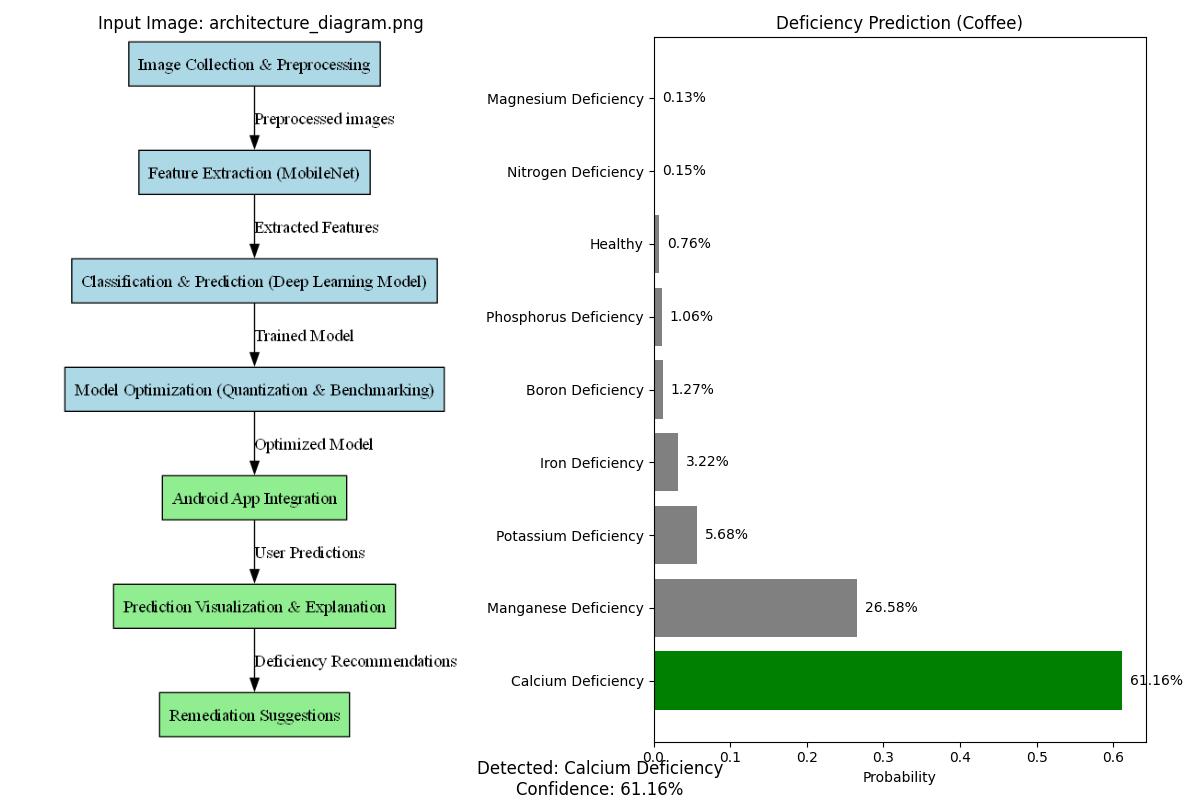 Input Image: architecture_diagram.png
Image Collection & Preprocessing
Preprocessed images
Feature Extraction (MobileNet)
Extracted Features
Classification & Prediction (Deep Learning Model)
Trained Model
Model Optimization (Quantization & Benchmarking)
Optimized Model
Android App Integration
User Predictions
Prediction Visualization & Explanation
Deficiency Recommendations
Remediation Suggestions
Deficiency Prediction (Coffee)
Magnesium Deficiency 0.13%
Nitrogen Deficiency 0.15%
Healthy 0.76%
Phosphorus Deficiency 1.06%
Boron Deficiency 1.27%
Iron Deficiency 3.22%
Potassium Deficiency 5.68%
Manganese Deficiency 26.58%
Calcium Deficiency 61.16%
0.0 0.1 0.2 0.3 0.4 0.5 0.6
Probability
Detected: Calcium Deficiency
Confidence: 61.16%